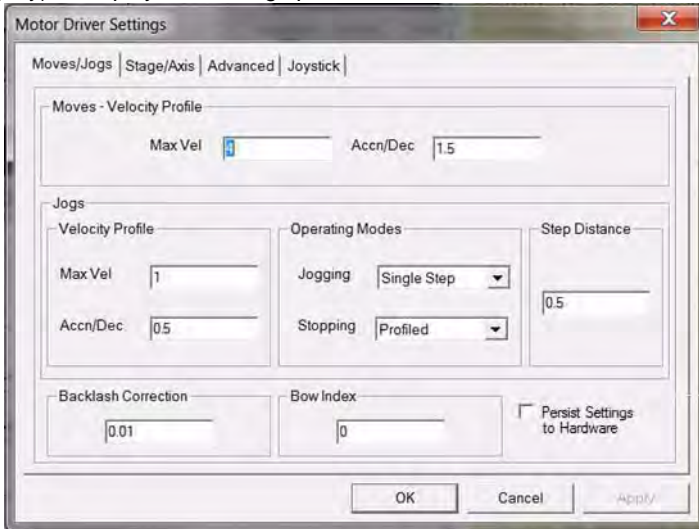 Motor Driver Settings
Moves/Jogs Stage/Axis Advanced Joystick
Moves - Velocity Profile
Max Vel 4 Accn/Dec 1.5
Jogs
Velocity Profile Operating Modes Step Distance
Max Vel 1 Jogging Single Step
0.5
Accn/Dec 0.5 Stopping Profiled
Backlash Correction Bow Index
Persist Settings
to Hardware
0.01 0
OK Cancel Apply